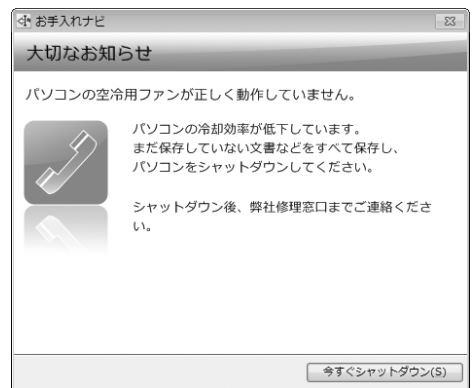 お手入れナビ
大切なお知らせ
パソコンの空冷用ファンが正しく動作していません。
パソコンの冷却効率が低下しています。
まだ保存していない文書などをすべて保存し、
パソコンをシャットダウンしてください。
シャットダウン後、弊社修理窓口までご連絡くださ
い。
今すぐシャットダウン(S)